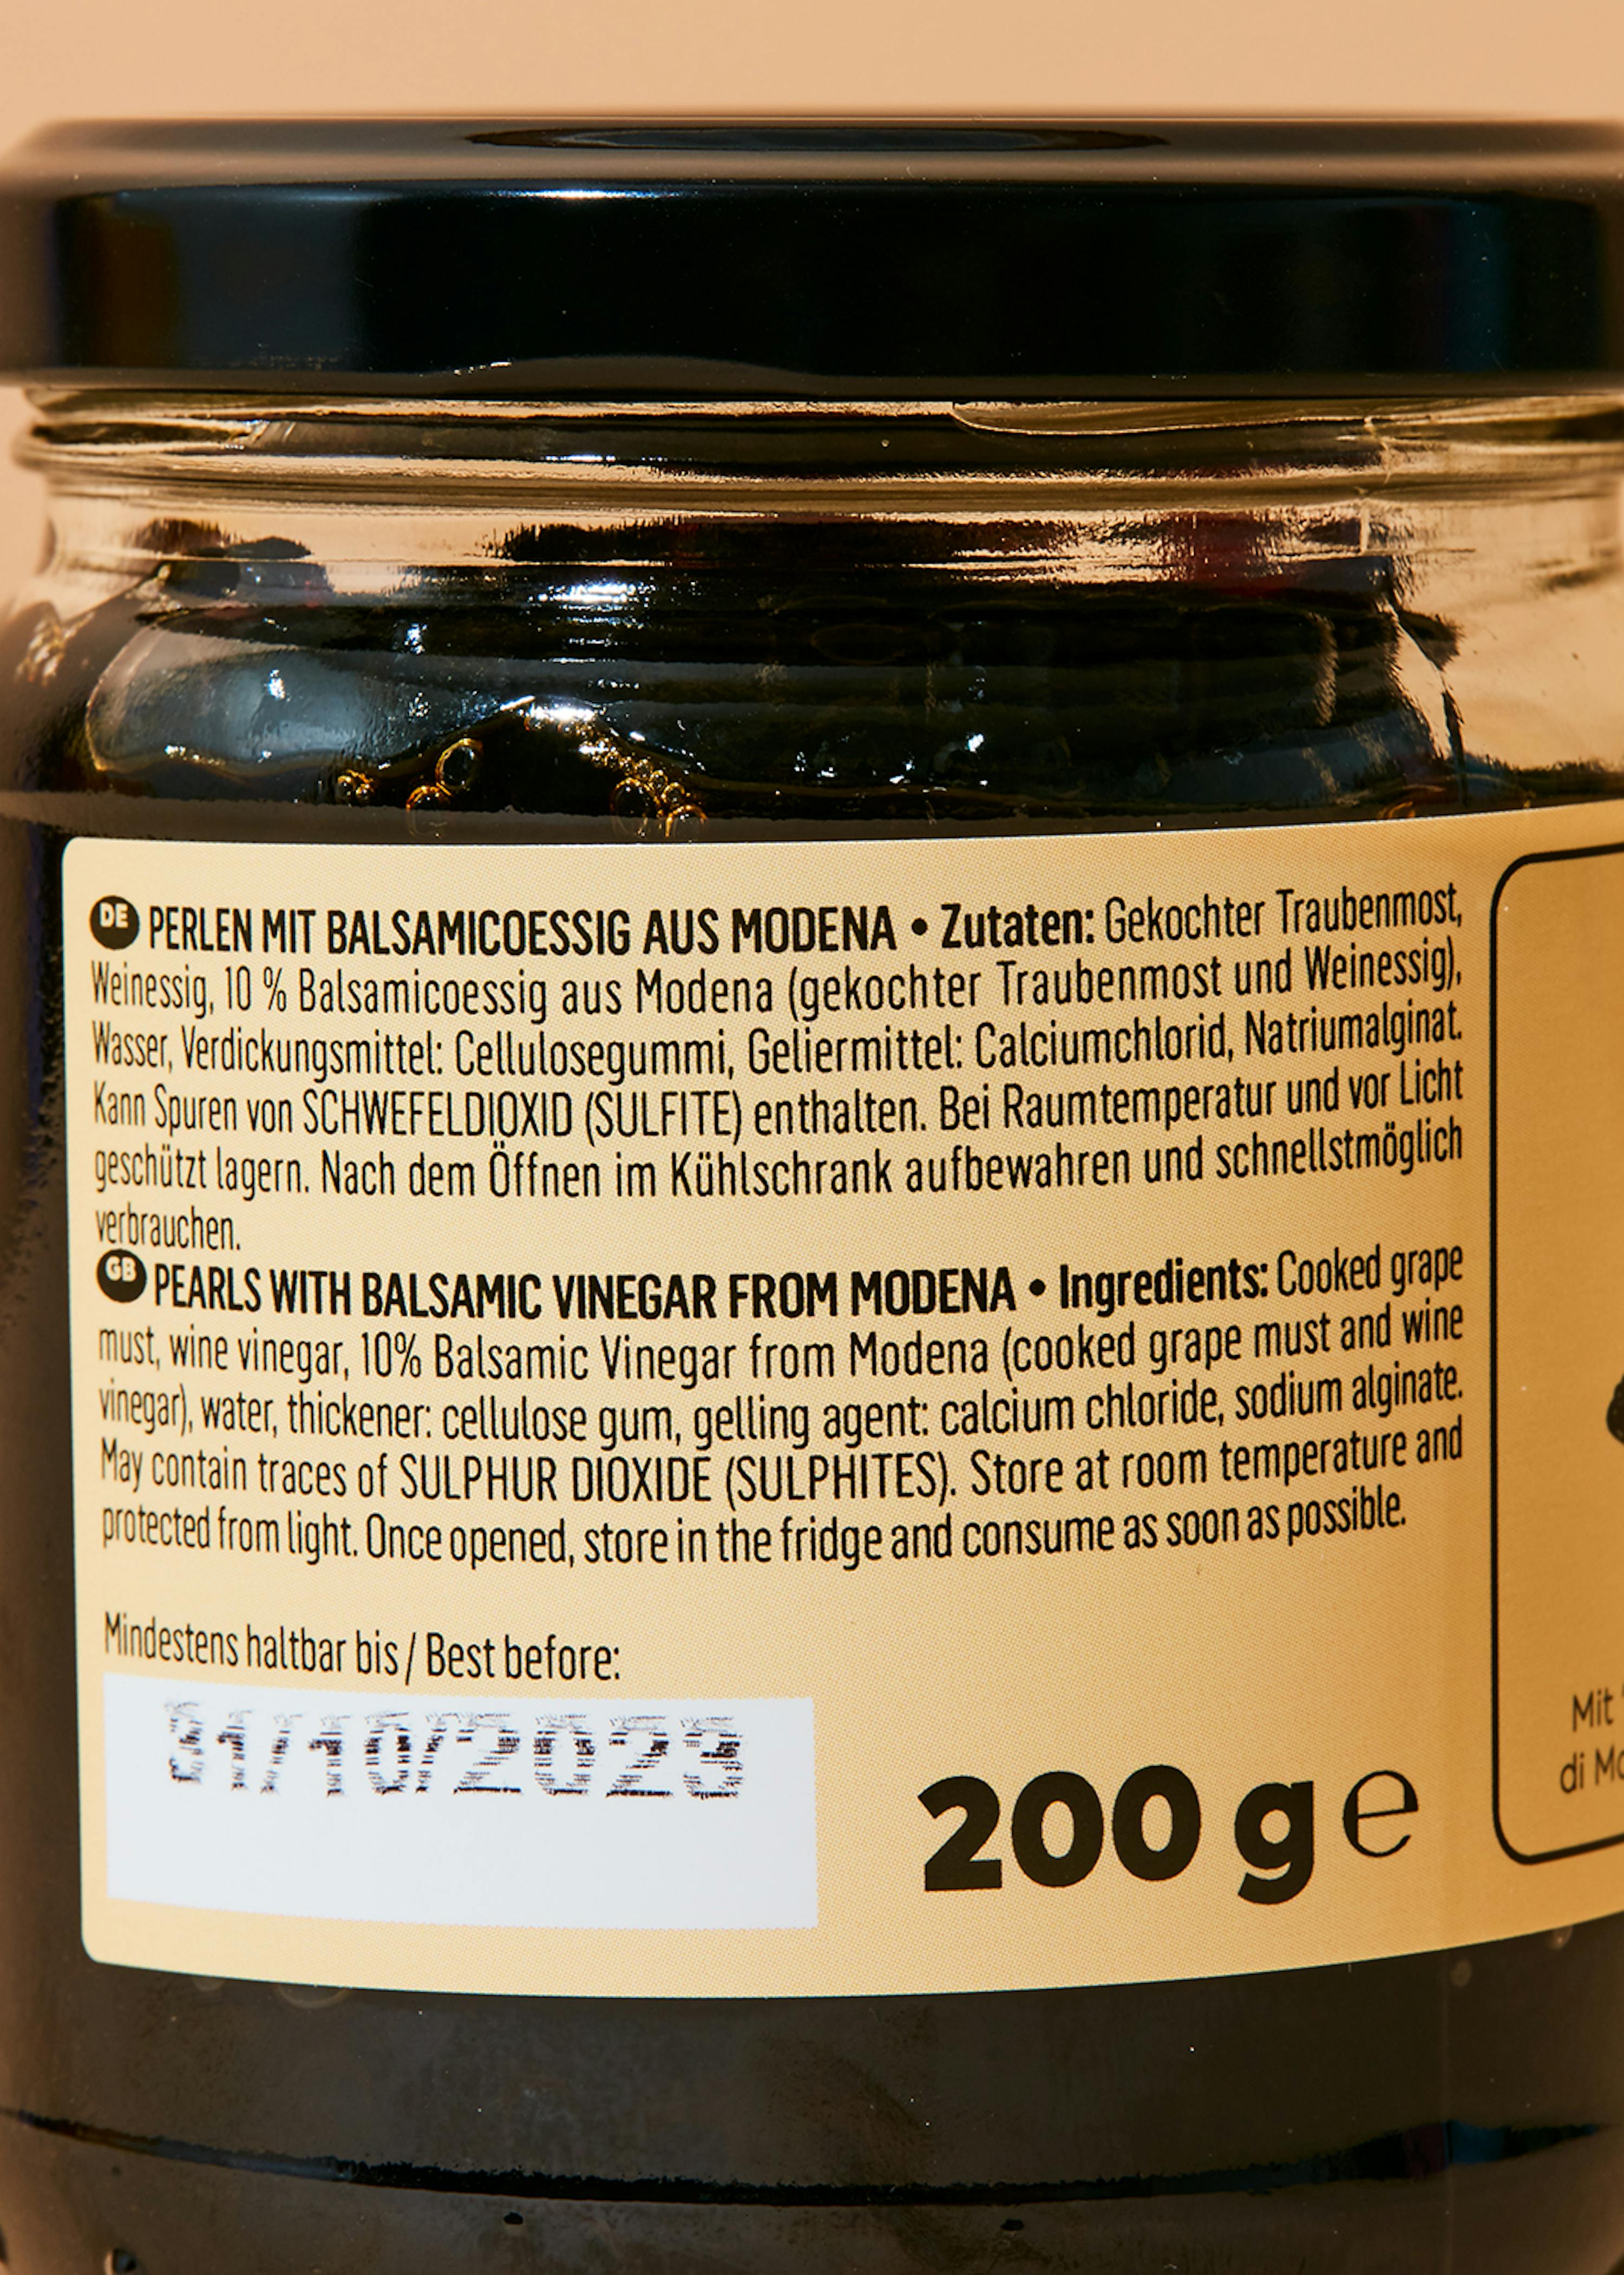 DE PERLEN MIT BALSAMICOESSIG AUS MODENA • Zutaten: Gekochter Traubenmost,
Weinessig, 10 % Balsamicoessig aus Modena (gekochter Traubenmost und Weinessig),
Wasser, Verdickungsmittel: Cellulosegummi, Geliermittel: Calciumchlorid, Natriumalginat.
Kann Spuren von SCHWEFELDIOXID (SULFITE) enthalten. Bei Raumtemperatur und vor Licht
geschützt lagern. Nach dem Öffnen im Kühlschrank aufbewahren und schnellstmöglich
verbrauchen.
GB PEARLS WITH BALSAMIC VINEGAR FROM MODENA • Ingredients: Cooked grape
must, wine vinegar, 10% Balsamic Vinegar from Modena (cooked grape must and wine
vinegar), water, thickener: cellulose gum, gelling agent: calcium chloride, sodium alginate.
May contain traces of SULPHUR DIOXIDE (SULPHITES). Store at room temperature and
protected from light. Once opened, store in the fridge and consume as soon as possible.
Mindestens haltbar bis / Best before:
31/10/2023
200 g e
Mit
di